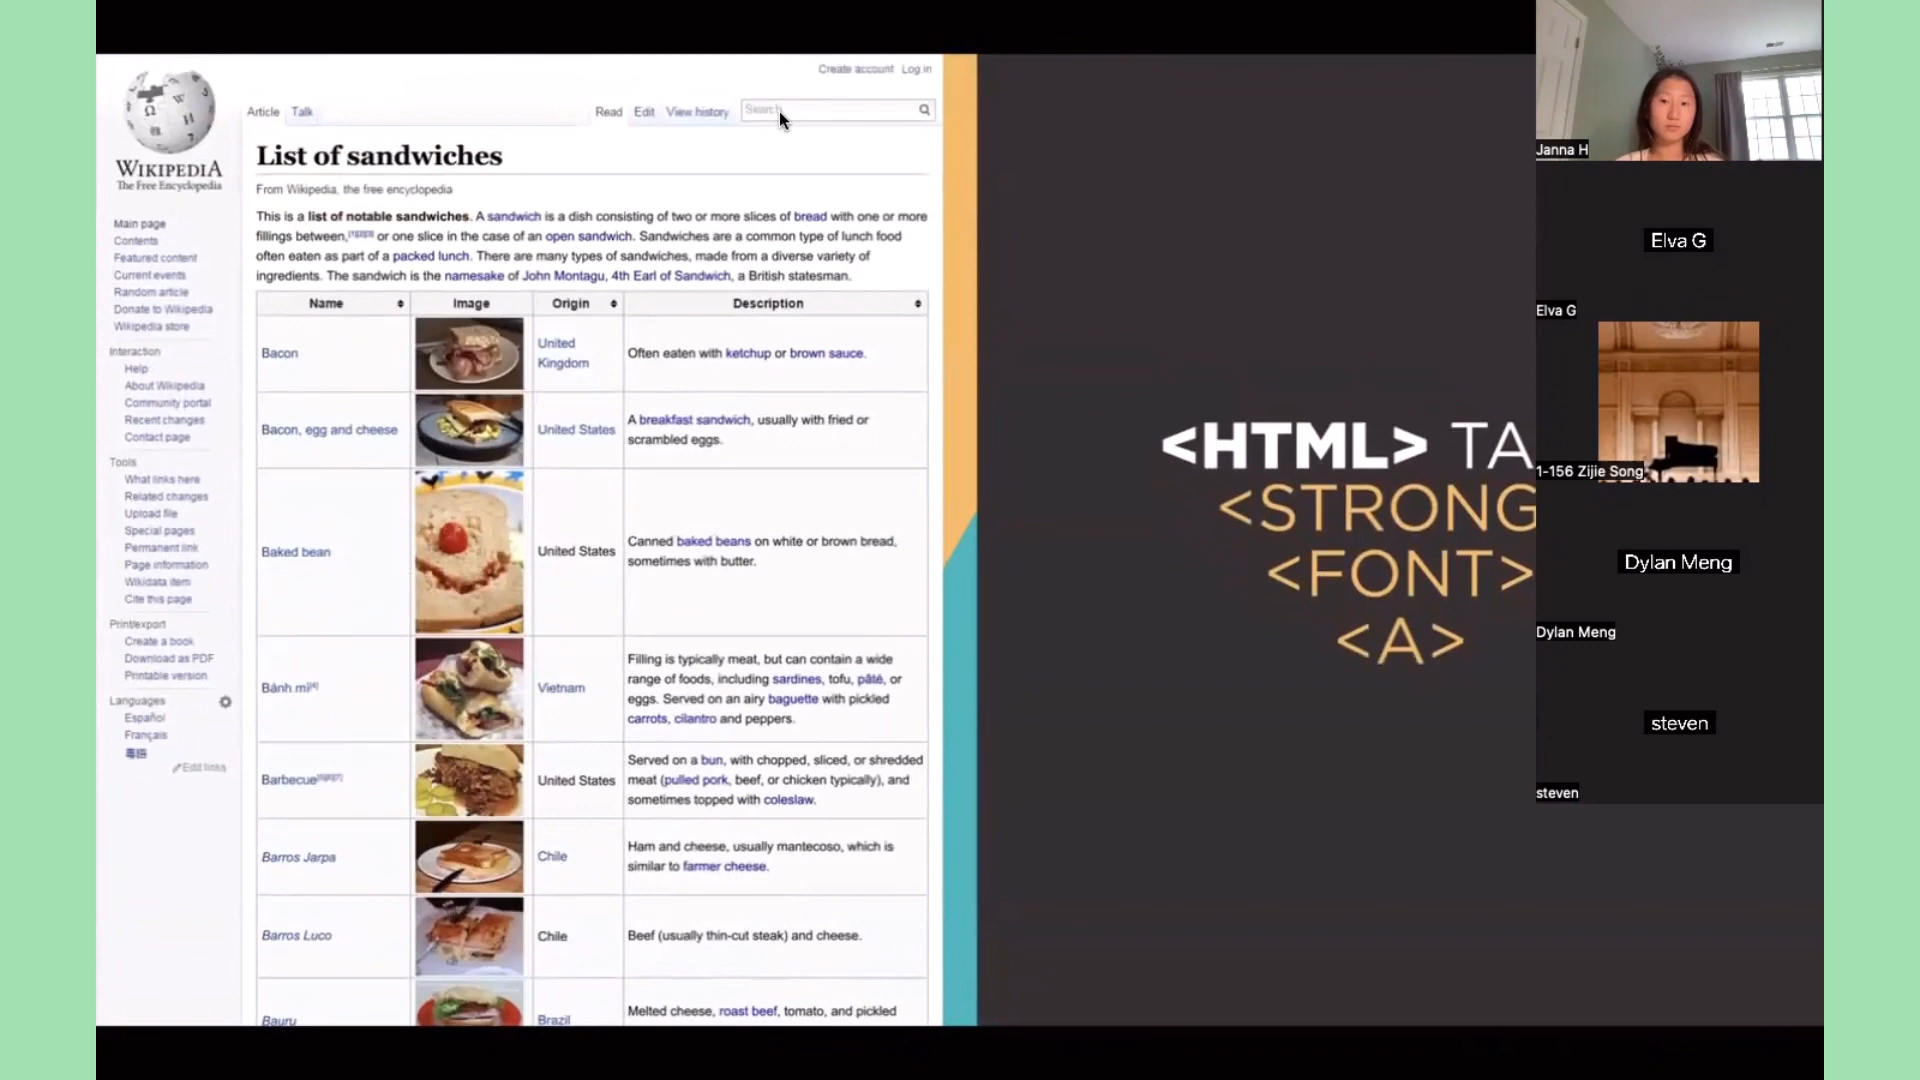 Create account Log in
Article Talk Read Edit View history Search
WIKIPEDIA
The Free Encyclopedia
Main page
Contents
Featured content
Current events
Random article
Donate to Wikipedia
Wikipedia store
Interaction
Help
About Wikipedia
Community portal
Recent changes
Contact page
Tools
What links here
Related changes
Upload file
Special pages
Permanent link
Page information
Wikidata item
Cite this page
Print/export
Create a book
Download as PDF
Printable version
Languages
Español
Français
Edit links
List of sandwiches
From Wikipedia, the free encyclopedia
This is a list of notable sandwiches. A sandwich is a dish consisting of two or more slices of bread with one or more
fillings between,[1][2][3] or one slice in the case of an open sandwich. Sandwiches are a common type of lunch food
often eaten as part of a packed lunch. There are many types of sandwiches, made from a diverse variety of
ingredients. The sandwich is the namesake of John Montagu, 4th Earl of Sandwich, a British statesman.
Name Image Origin Description
Bacon
United
Kingdom
Often eaten with ketchup or brown sauce.
Bacon, egg and cheese
United States
A breakfast sandwich, usually with fried or
scrambled eggs.
Baked bean
United States
Canned baked beans on white or brown bread,
sometimes with butter.
Bánh mì[4]
Vietnam
Filling is typically meat, but can contain a wide
range of foods, including sardines, tofu, pâté, or
eggs. Served on an airy baguette with pickled
carrots, cilantro and peppers.
Barbecue[5][6][7]
United States
Served on a bun, with chopped, sliced, or shredded
meat (pulled pork, beef, or chicken typically), and
sometimes topped with coleslaw.
Barros Jarpa
Chile
Ham and cheese, usually mantecoso, which is
similar to farmer cheese.
Barros Luco
Chile
Beef (usually thin-cut steak) and cheese.
Bauru
Brazil
Melted cheese, roast beef, tomato, and pickled
<HTML> TA
<STRONG
<FONT>
<A>
Janna H
Elva G
Elva G
1-156 Zijie Song
Dylan Meng
Dylan Meng
steven
steven